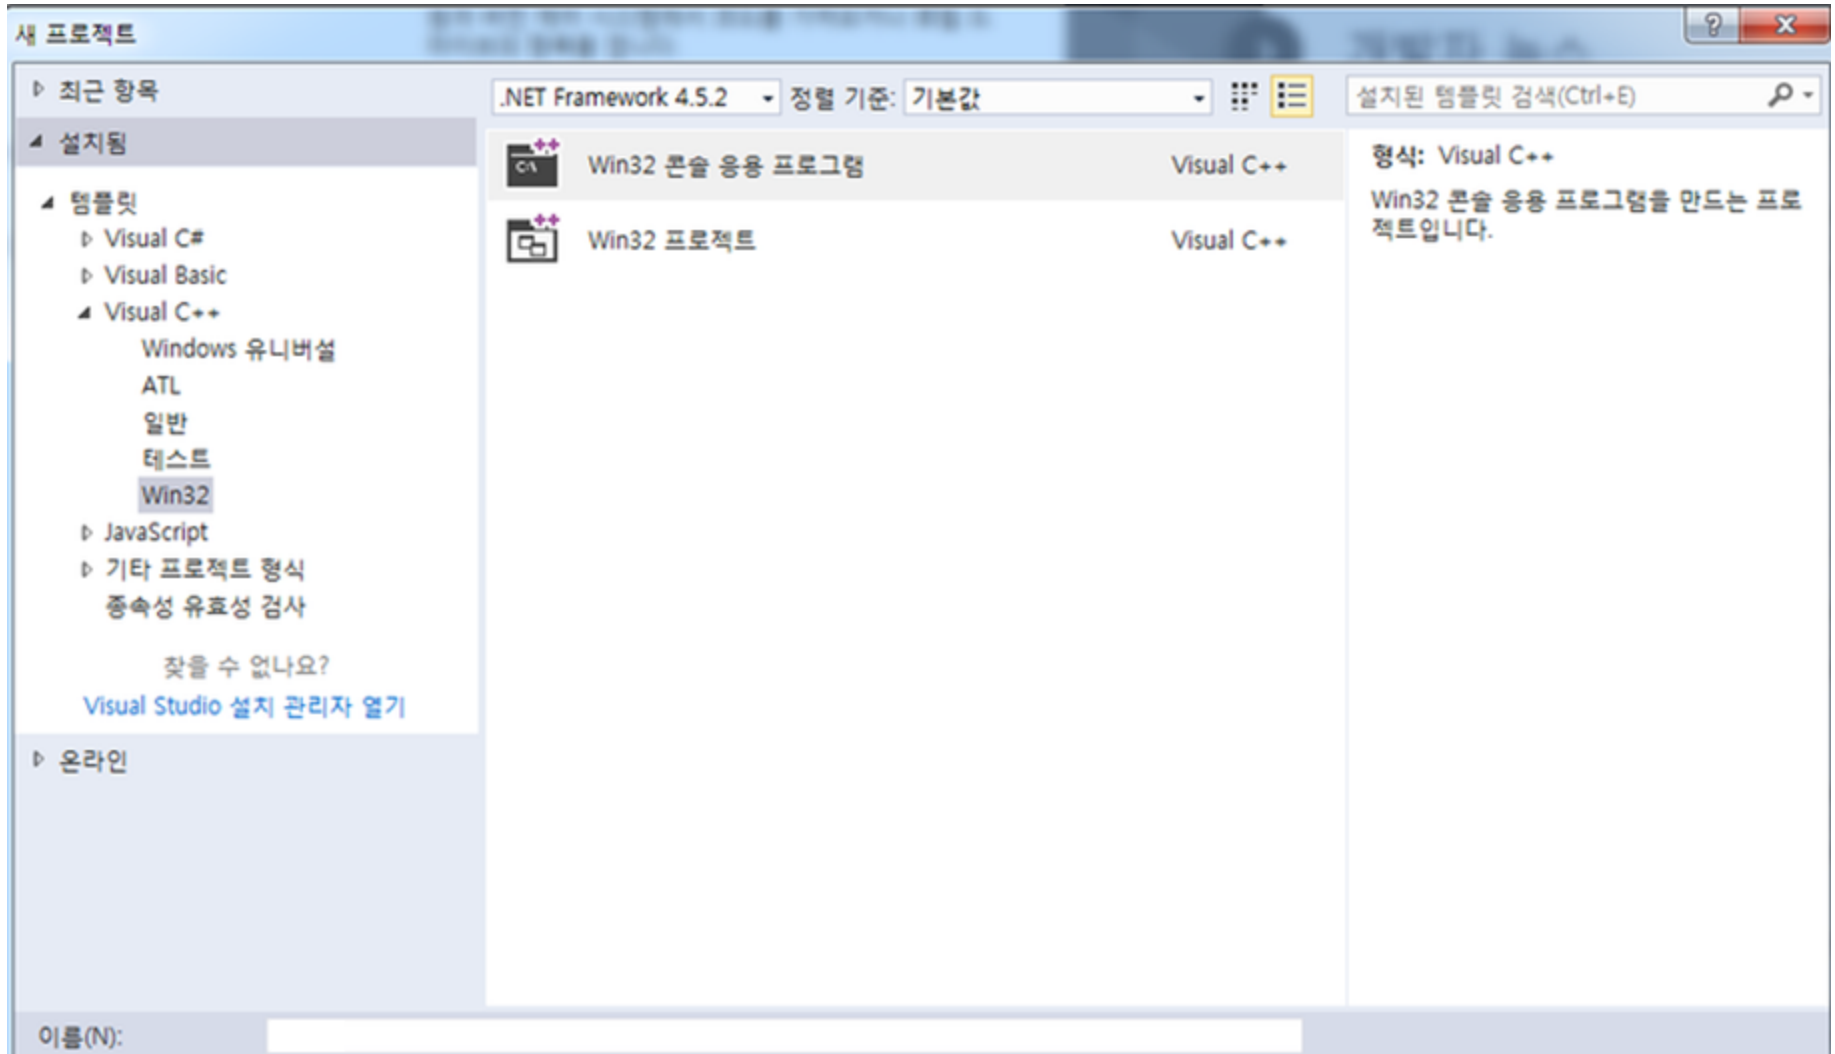 새 프로젝트
최근 항목
설치됨
템플릿
Visual C#
Visual Basic
Visual C++
Windows 유니버설
ATL
일반
테스트
Win32
JavaScript
기타 프로젝트 형식
종속성 유효성 검사
찾을 수 없나요?
Visual Studio 설치 관리자 열기
온라인
.NET Framework 4.5.2 정렬 기준: 기본값
Win32 콘솔 응용 프로그램 Visual C++
Win32 프로젝트 Visual C++
설치된 템플릿 검색(Ctrl+E)
형식: Visual C++
Win32 콘솔 응용 프로그램을 만드는 프로
젝트입니다.
이름(N):
개발자 뉴스